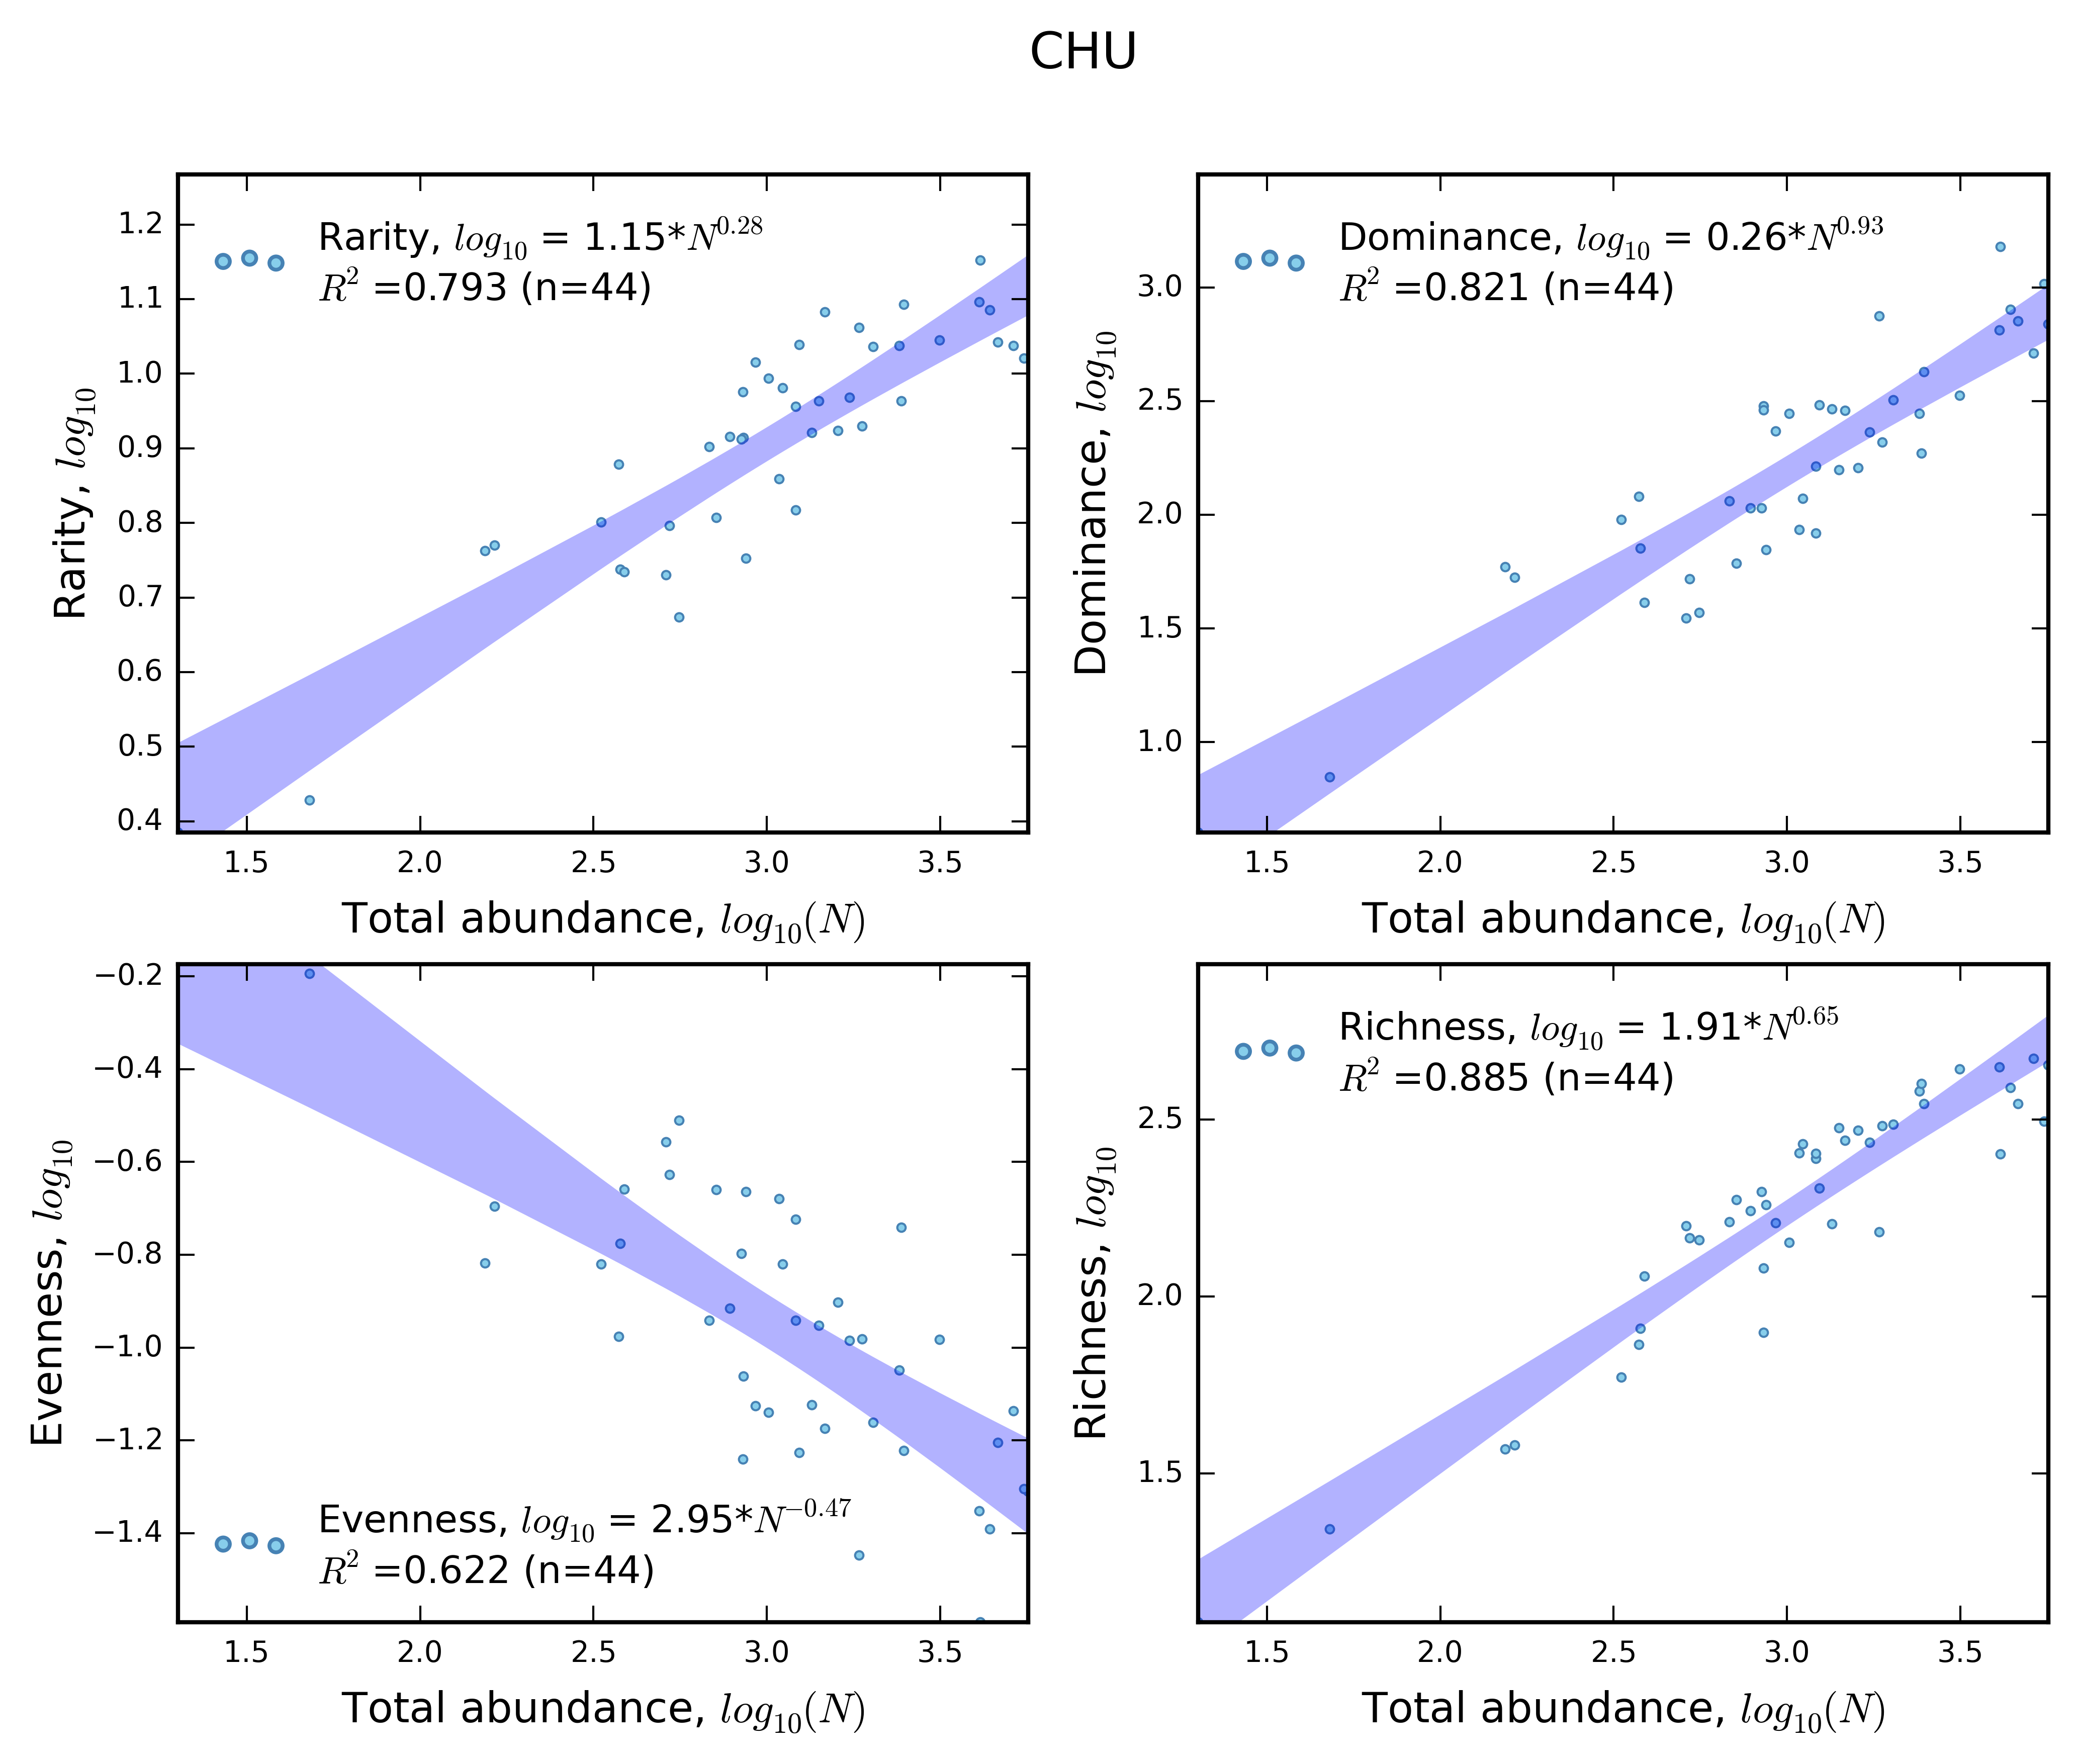 CHU
Rarity, log₁₀ = 1.15*N^0.28
R² =0.793 (n=44)
1.2
1.1
1.0
0.9
0.8
0.7
0.6
0.5
0.4
Rarity, log₁₀
1.5 2.0 2.5 3.0 3.5
Total abundance, log₁₀(N)
Dominance, log₁₀ = 0.26*N^0.93
R² =0.821 (n=44)
3.0
2.5
2.0
1.5
1.0
Dominance, log₁₀
1.5 2.0 2.5 3.0 3.5
Total abundance, log₁₀(N)
−0.2
−0.4
−0.6
−0.8
−1.0
−1.2
−1.4
Evenness, log₁₀
Evenness, log₁₀ = 2.95*N^−0.47
R² =0.622 (n=44)
1.5 2.0 2.5 3.0 3.5
Total abundance, log₁₀(N)
Richness, log₁₀ = 1.91*N^0.65
R² =0.885 (n=44)
2.5
2.0
1.5
Richness, log₁₀
1.5 2.0 2.5 3.0 3.5
Total abundance, log₁₀(N)